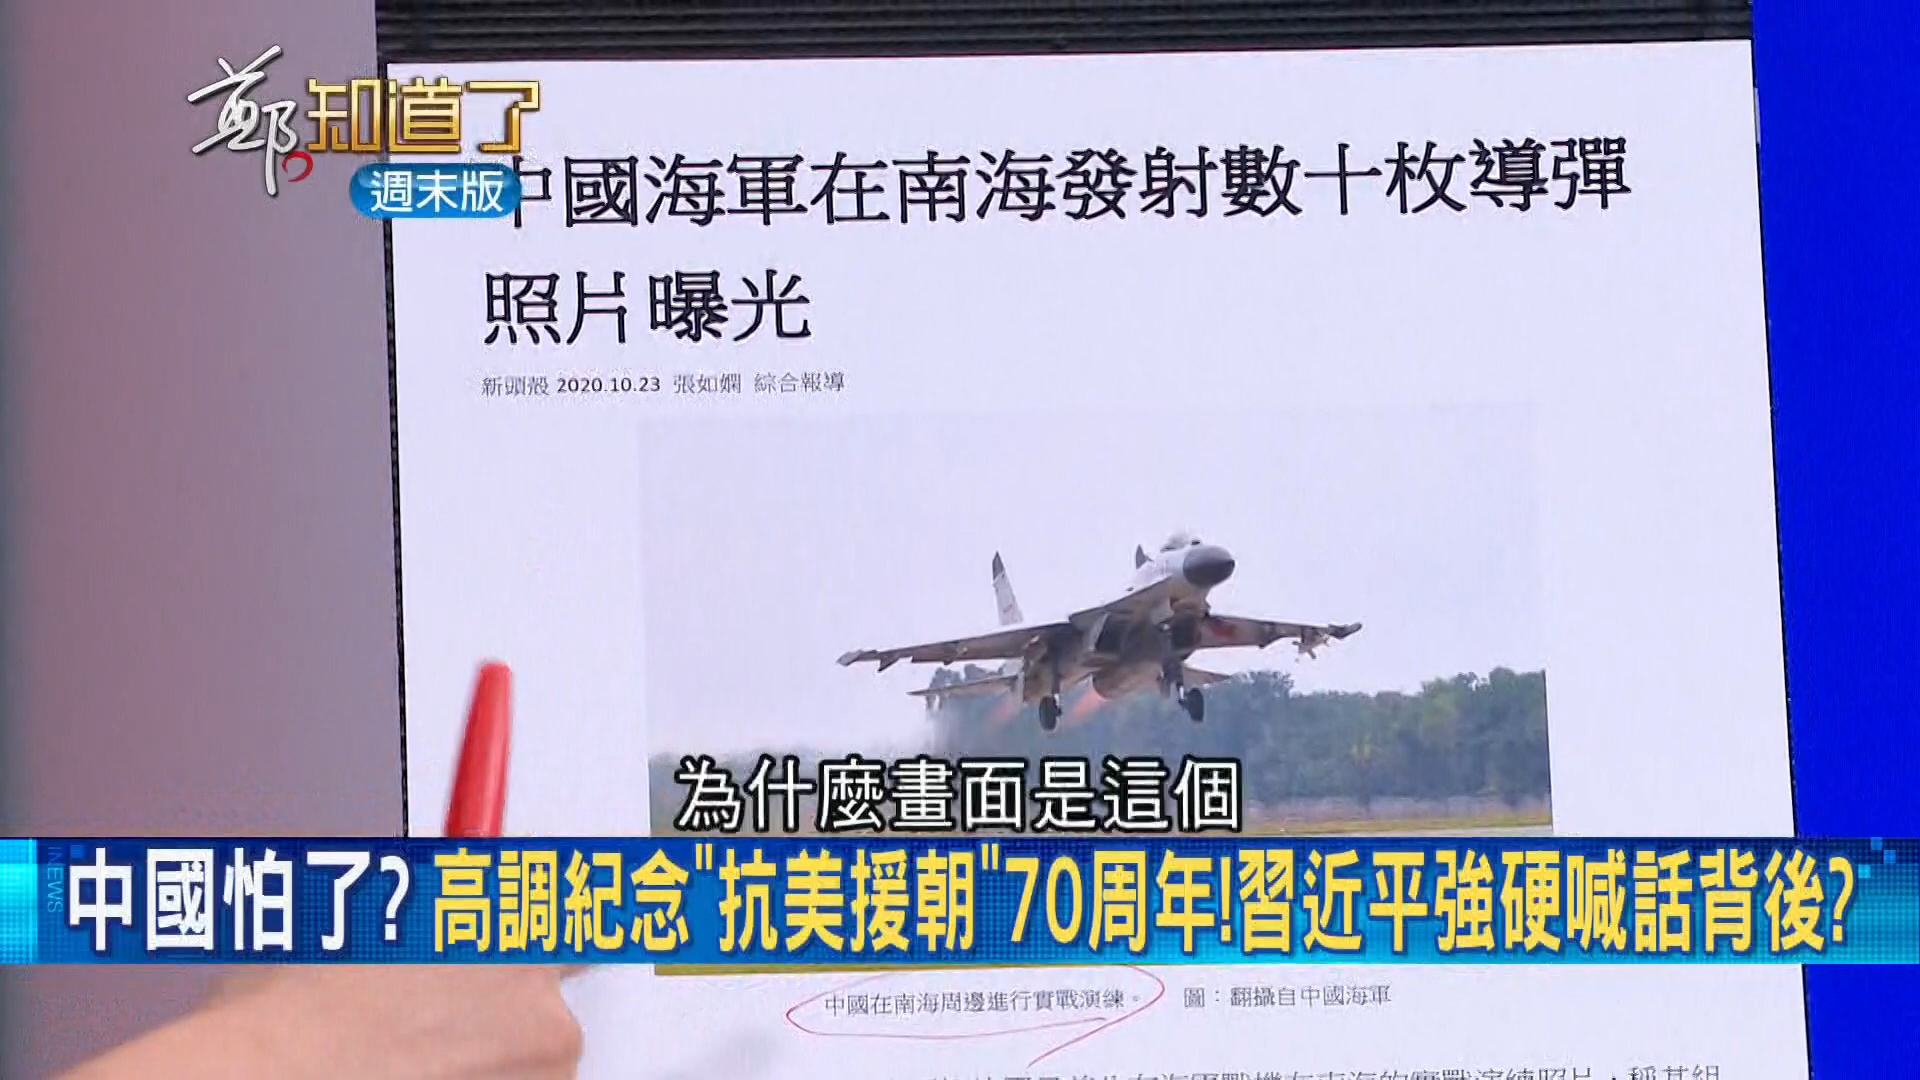 鄭知道了
週末版
中國海軍在南海發射數十枚導彈
照片曝光
新頭殼 2020.10.23 張如嫻 綜合報導
為什麼畫面是這個
IN NEWS
中國怕了？高調紀念"抗美援朝"70周年!習近平強硬喊話背後?
中國在南海周邊進行實戰演練。 圖：翻攝自中國海軍